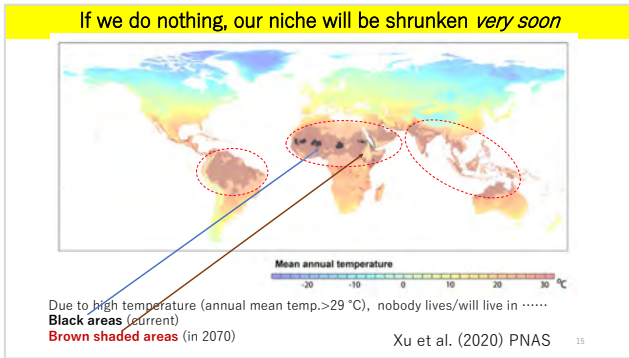 If we do nothing, our niche will be shrunken very soon
Mean annual temperature
-20 -10 0 10 20 30 ℃
Due to high temperature (annual mean temp.>29 ℃), nobody lives/will live in ……
Black areas (current)
Brown shaded areas (in 2070)
Xu et al. (2020) PNAS
15